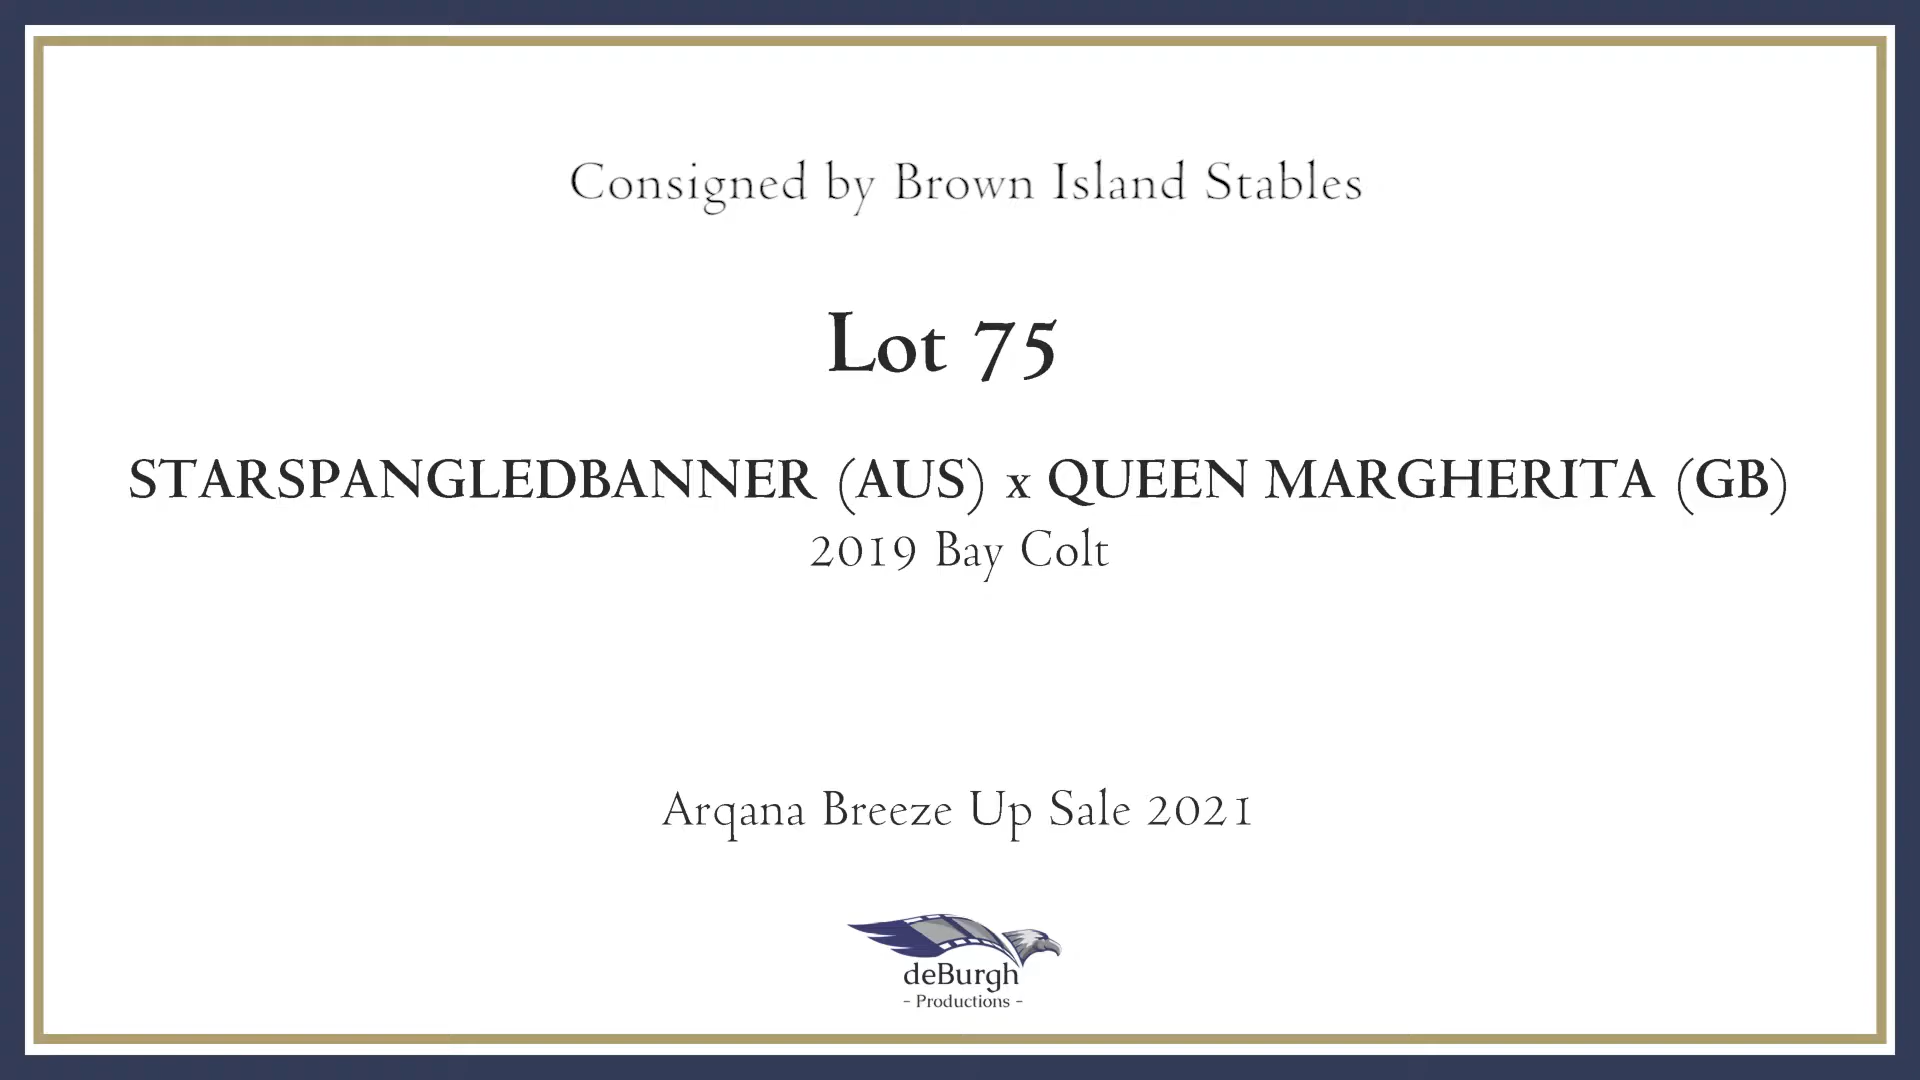 Consigned by Brown Island Stables
Lot 75
STARSPANGLEDBANNER (AUS) x QUEEN MARGHERITA (GB)
2019 Bay Colt
Arqana Breeze Up Sale 2021
deBurgh
- Productions -